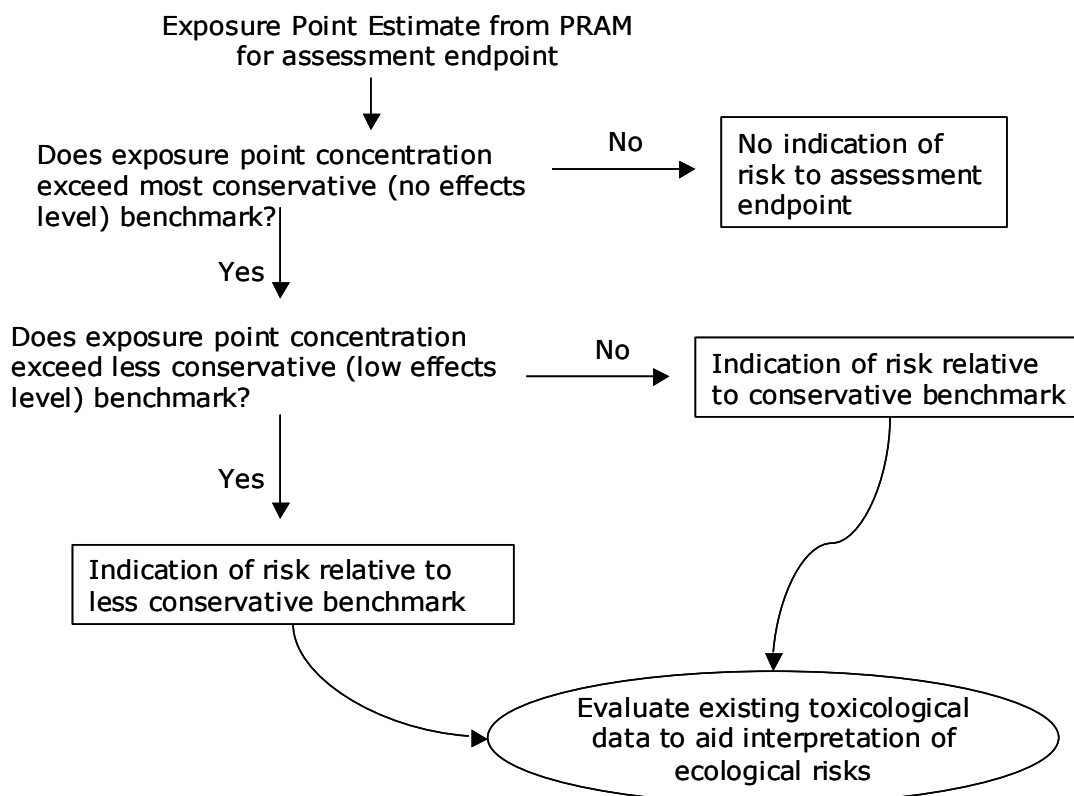 Exposure Point Estimate from PRAM
for assessment endpoint
Does exposure point concentration
exceed most conservative (no effects
level) benchmark?
No
No indication of
risk to assessment
endpoint
Yes
Does exposure point concentration
exceed less conservative (low effects
level) benchmark?
No
Indication of risk relative
to conservative benchmark
Yes
Indication of risk relative to
less conservative benchmark
Evaluate existing toxicological
data to aid interpretation of
ecological risks